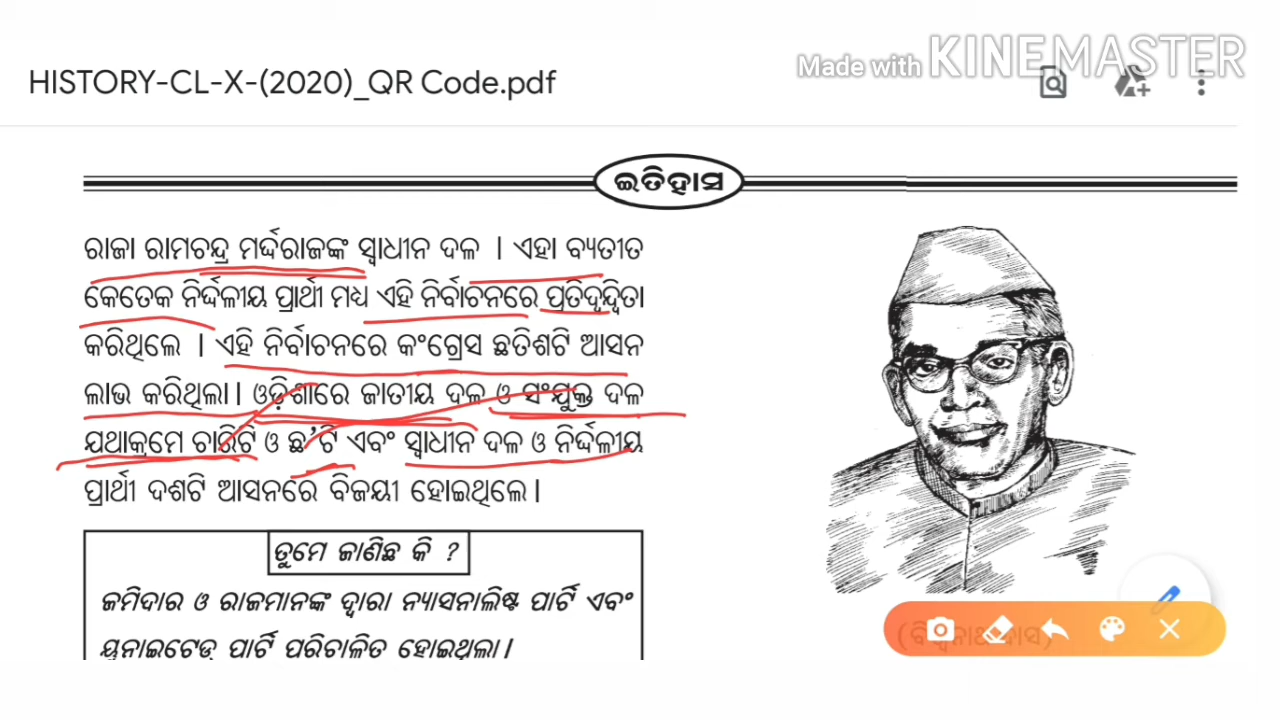 Made with KINEMASTER
HISTORY-CL-X-(2020)_QR Code.pdf
ଇତିହାସ
ରାଜା ରାମଚନ୍ଦ୍ର ମର୍ଦ୍ଦରାଜଙ୍କ ସ୍ୱାଧୀନ ଦଳ । ଏହା ବ୍ୟତୀତ
କେତେକ ନିର୍ଦ୍ଦଳୀୟ ପ୍ରାର୍ଥୀ ମଧ୍ୟ ଏହି ନିର୍ବାଚନରେ ପ୍ରତିଦ୍ୱନ୍ଦ୍ୱିତା
କରିଥିଲେ । ଏହି ନିର୍ବାଚନରେ କଂଗ୍ରେସ ଛତିଶଟି ଆସନ
ଲାଭ କରିଥିଲା। ଓଡ଼ିଶାରେ ଜାତୀୟ ଦଳ ଓ ସଂଯୁକ୍ତ ଦଳ
ଯଥାକ୍ରମେ ଚାରିଟି ଓ ଛ’ଟି ଏବଂ ସ୍ୱାଧୀନ ଦଳ ଓ ନିର୍ଦ୍ଦଳୀୟ
ପ୍ରାର୍ଥୀ ଦଶଟି ଆସନରେ ବିଜୟୀ ହୋଇଥିଲେ।
ତୁମେ ଜାଣିଛ କି ?
ଜମିଦାର ଓ ରାଜମାନଙ୍କ ଦ୍ୱାରା ନ୍ୟାସନାଲିଷ୍ଟ ପାର୍ଟି ଏବଂ
ୟୁନାଇଟେଡ୍ ପାର୍ଟି ପରିଚାଳିତ ହୋଇଥିଲା।
(ବିଶ୍ୱନାଥ ଦାସ)